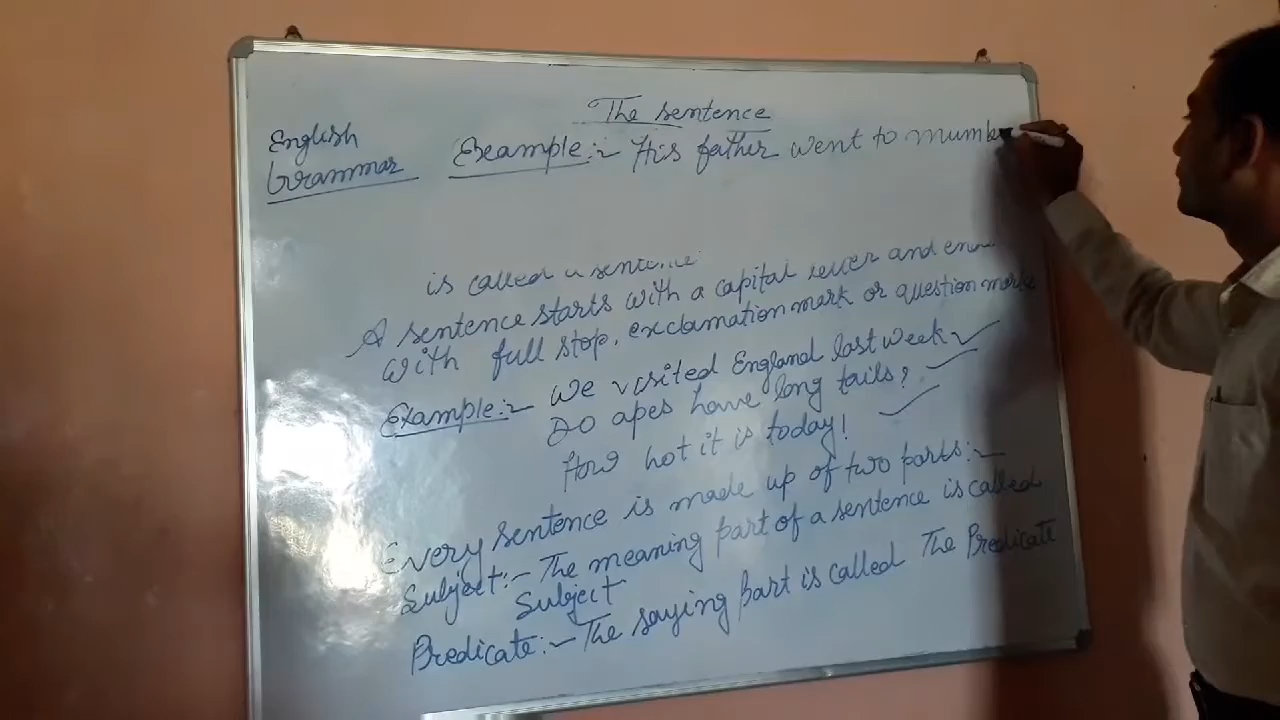 The sentence
English
Grammar
Example:- His father went to mumb
is called a sentence
A sentence starts with a capital letter and en
with full stop, exclamation mark or question mark
Example:- We visited England last week
Do apes have long tails?
How hot it is today!
Every sentence is made up of two parts:-
Subject:- The meaning part of a sentence is called
Subject
Predicate:- The saying part is called The Predicate